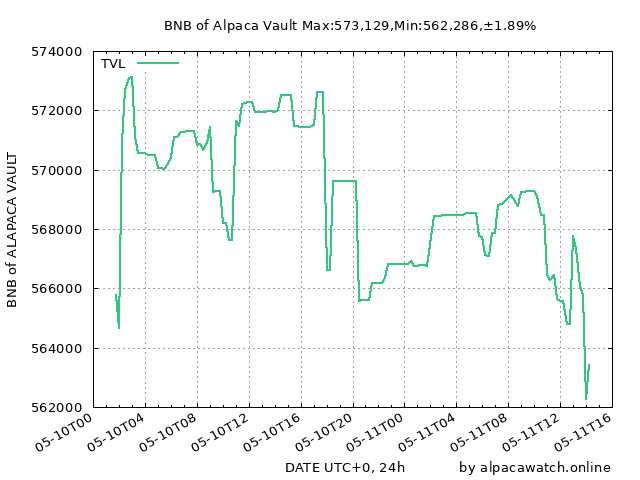 BNB of Alpaca Vault Max:573,129,Min:562,286,±1.89%
574000
TVL
572000
570000
568000
566000
564000
562000
BNB of ALAPACA VAULT
05-10T00
05-10T04
05-10T08
05-10T12
05-10T16
05-10T20
05-11T00
05-11T04
05-11T08
05-11T12
05-11T16
DATE UTC+0, 24h
by alpacawatch.online